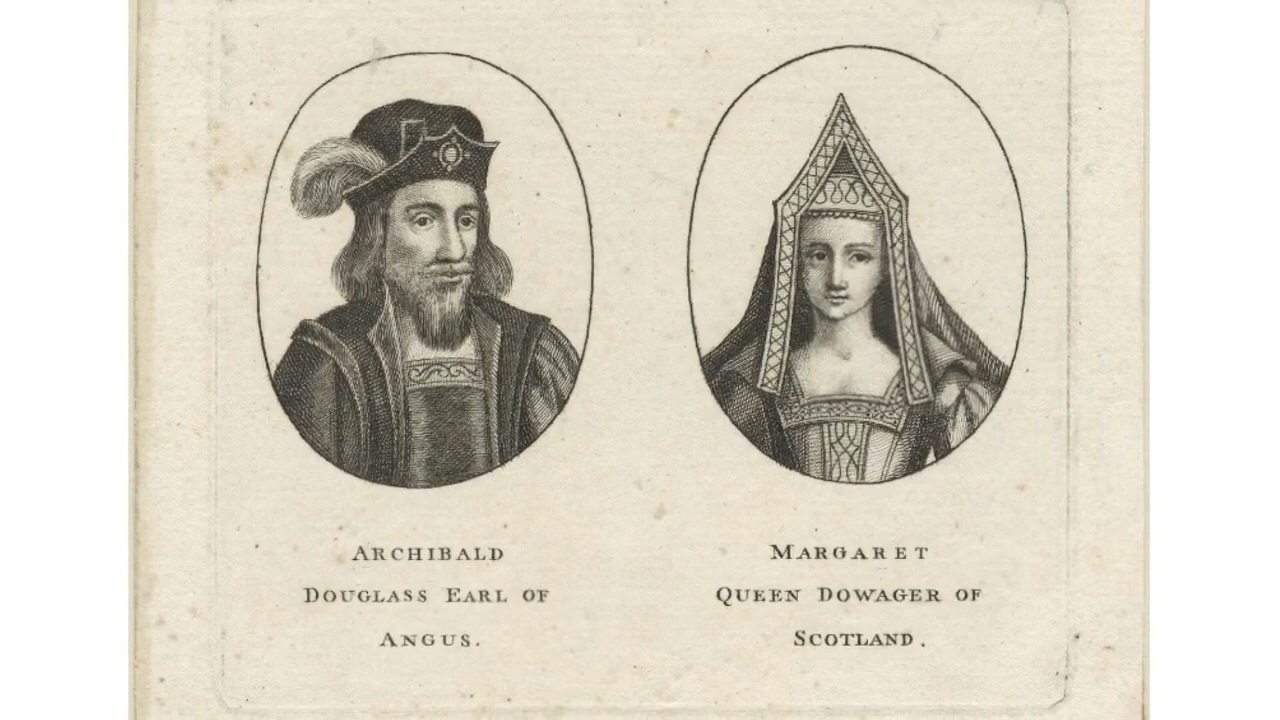 ARCHIBALD
DOUGLASS EARL OF
ANGUS.
MARGARET
QUEEN DOWAGER OF
SCOTLAND.